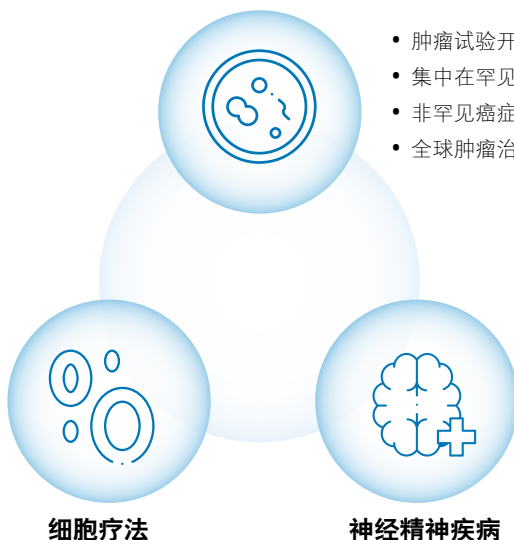 肿瘤试验开
集中在罕见
非罕见癌症
全球肿瘤治
细胞疗法
神经精神疾病